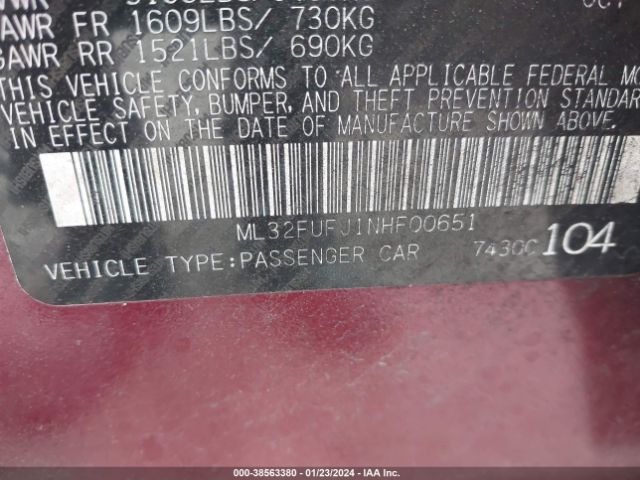 GAWR FR 1609LBS/ 730KG
GAWR RR 1521LBS/ 690KG
THIS VEHICLE CONFORMS TO ALL APPLICABLE FEDERAL MO
VEHICLE SAFETY, BUMPER, AND THEFT PREVENTION STANDAR
IN EFFECT ON THE DATE OF MANUFACTURE SHOWN ABOVE.
ML32FUFJ1NHF00651
VEHICLE TYPE:PASSENGER CAR 7430C 104
000-38563380 - 01/23/2024 - IAAI.COM